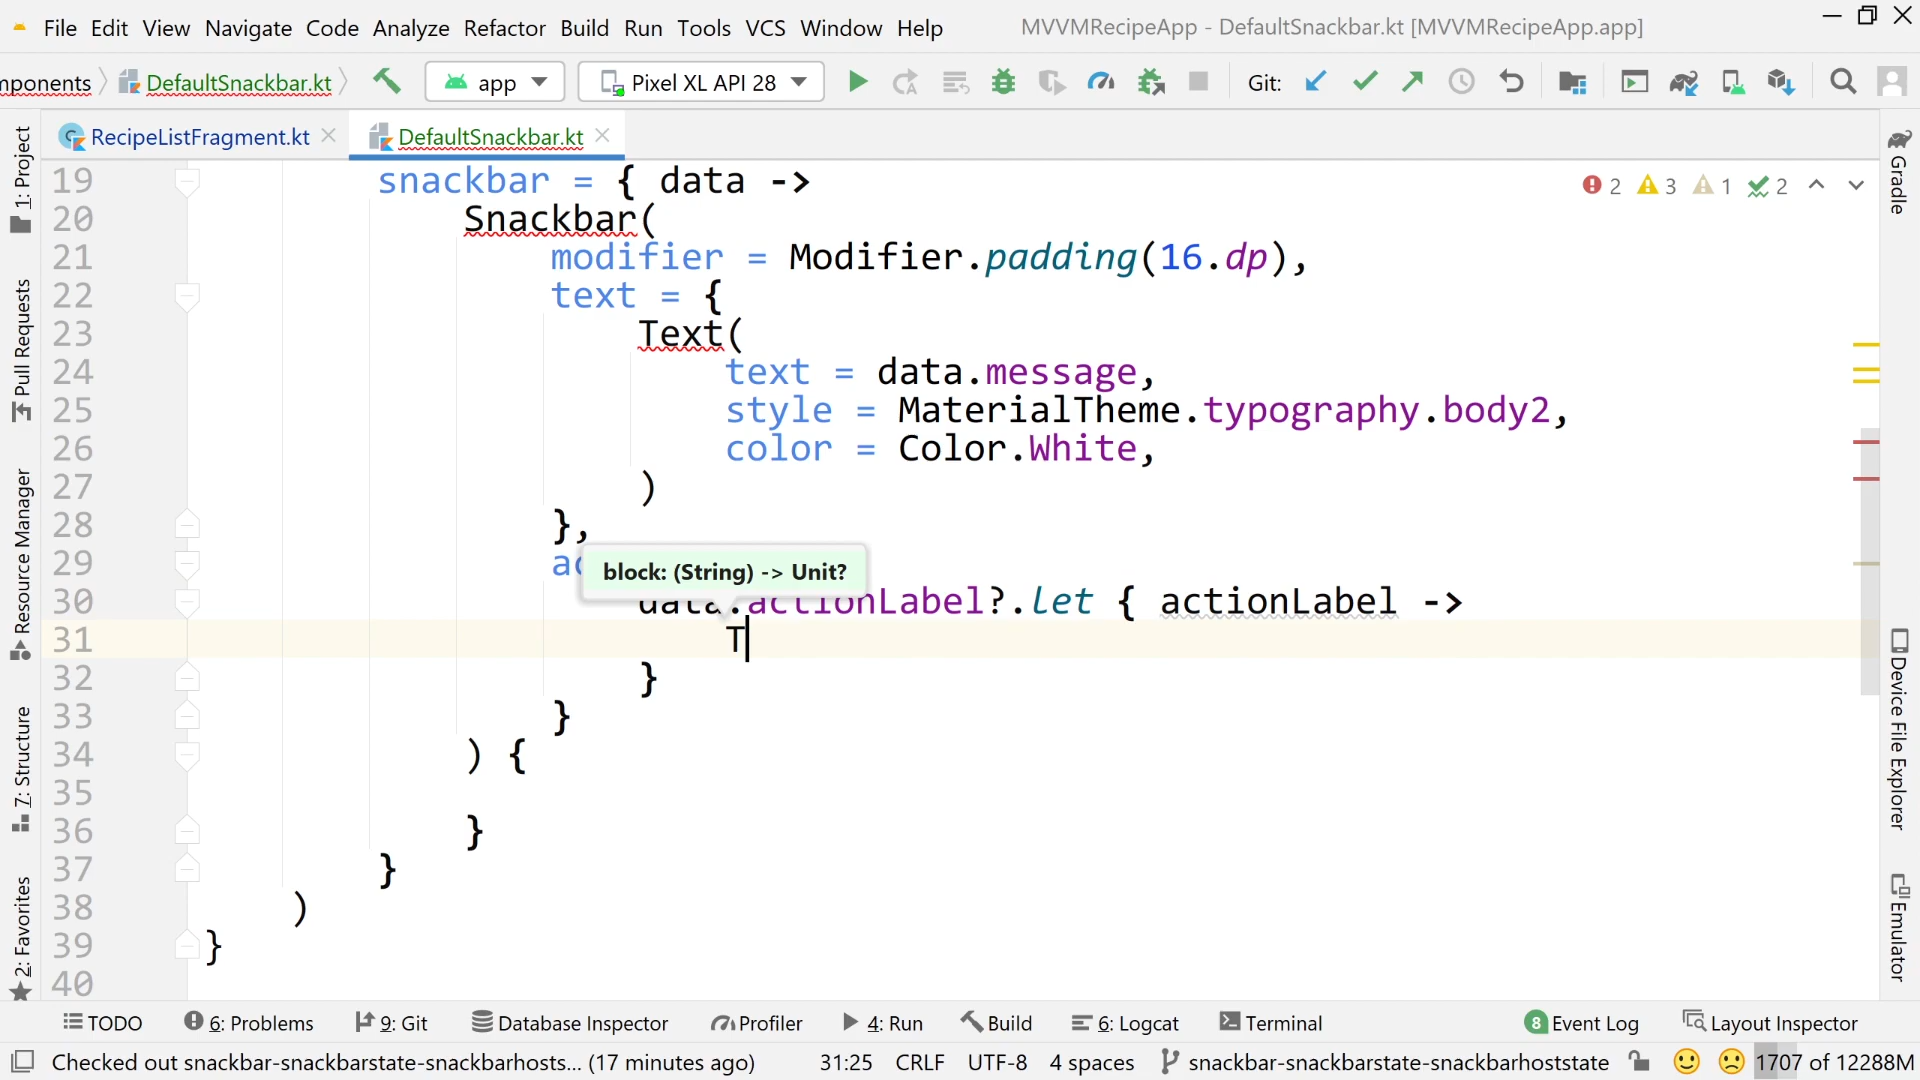 File Edit View Navigate Code Analyze Refactor Build Run Tools VCS Window Help MVVMRecipeApp - DefaultSnackbar.kt [MVVMRecipeApp.app]
mponents DefaultSnackbar.kt app Pixel XL API 28 Git:
RecipeListFragment.kt DefaultSnackbar.kt
1: Project
Pull Requests
Resource Manager
7: Structure
2: Favorites
2 3 1 2
19 snackbar = { data ->
20 Snackbar(
21 modifier = Modifier.padding(16.dp),
22 text = {
23 Text(
24 text = data.message,
25 style = MaterialTheme.typography.body2,
26 color = Color.White,
27 )
28 },
29 ac
block: (String) -> Unit?
30 data.actionLabel?.let { actionLabel ->
31 T
32 }
33 }
34 ) {
35
36 }
37 }
38 )
39 }
40
Gradle
Device File Explorer
Emulator
TODO 6: Problems 9: Git Database Inspector Profiler 4: Run Build 6: Logcat Terminal 8 Event Log Layout Inspector
Checked out snackbar-snackbarstate-snackbarhosts... (17 minutes ago) 31:25 CRLF UTF-8 4 spaces snackbar-snackbarstate-snackbarhoststate 1707 of 12288M